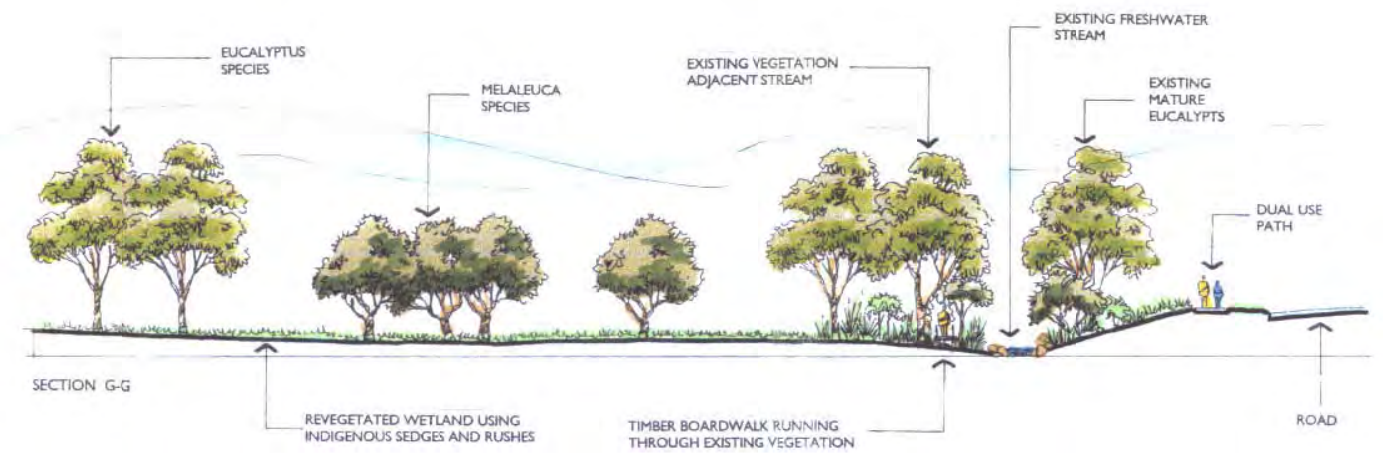 EUCALYPTUS
SPECIES
MELALEUCA
SPECIES
EXISTING VEGETATION
ADJACENT STREAM
EXISTING FRESHWATER
STREAM
EXISTING
MATURE
EUCALYPTS
DUAL USE
PATH
SECTION G-G
REVEGETATED WETLAND USING
INDIGENOUS SEDGES AND RUSHES
TIMBER BOARDWALK RUNNING
THROUGH EXISTING VEGETATION
ROAD